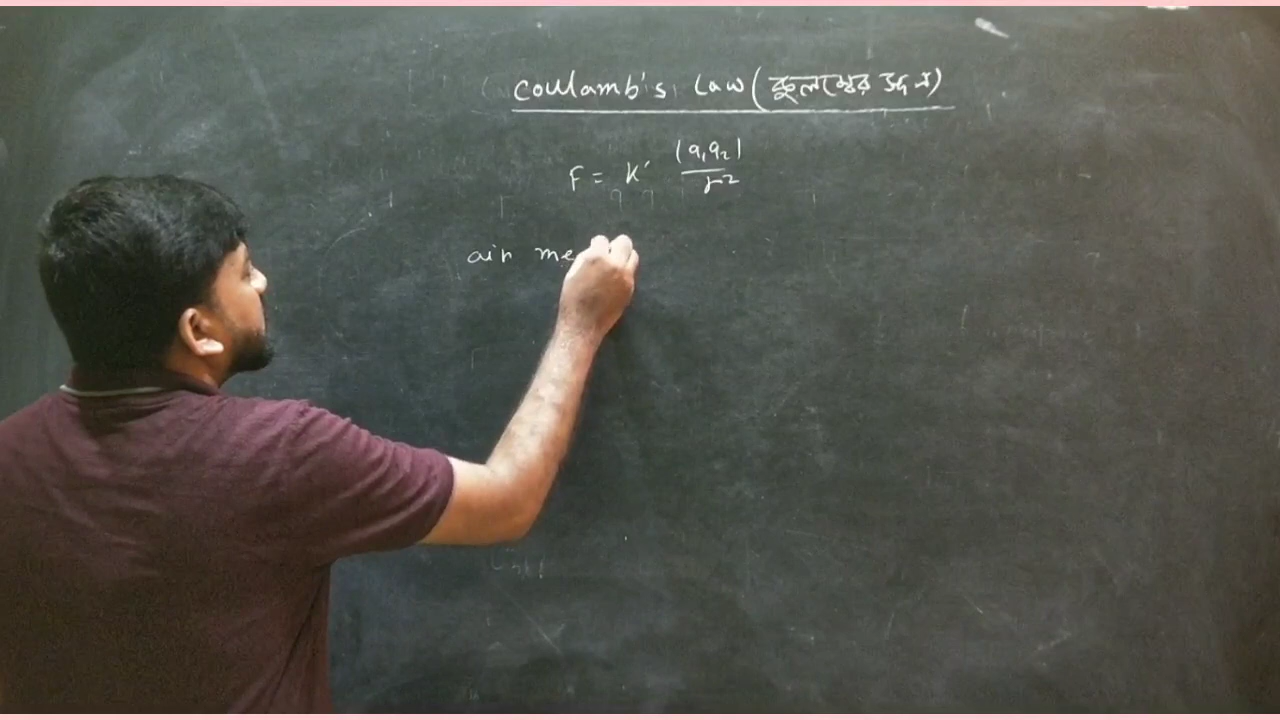 Coulamb's Law (কুলম্বের
F = K' |q₁q₂| / r²
air me